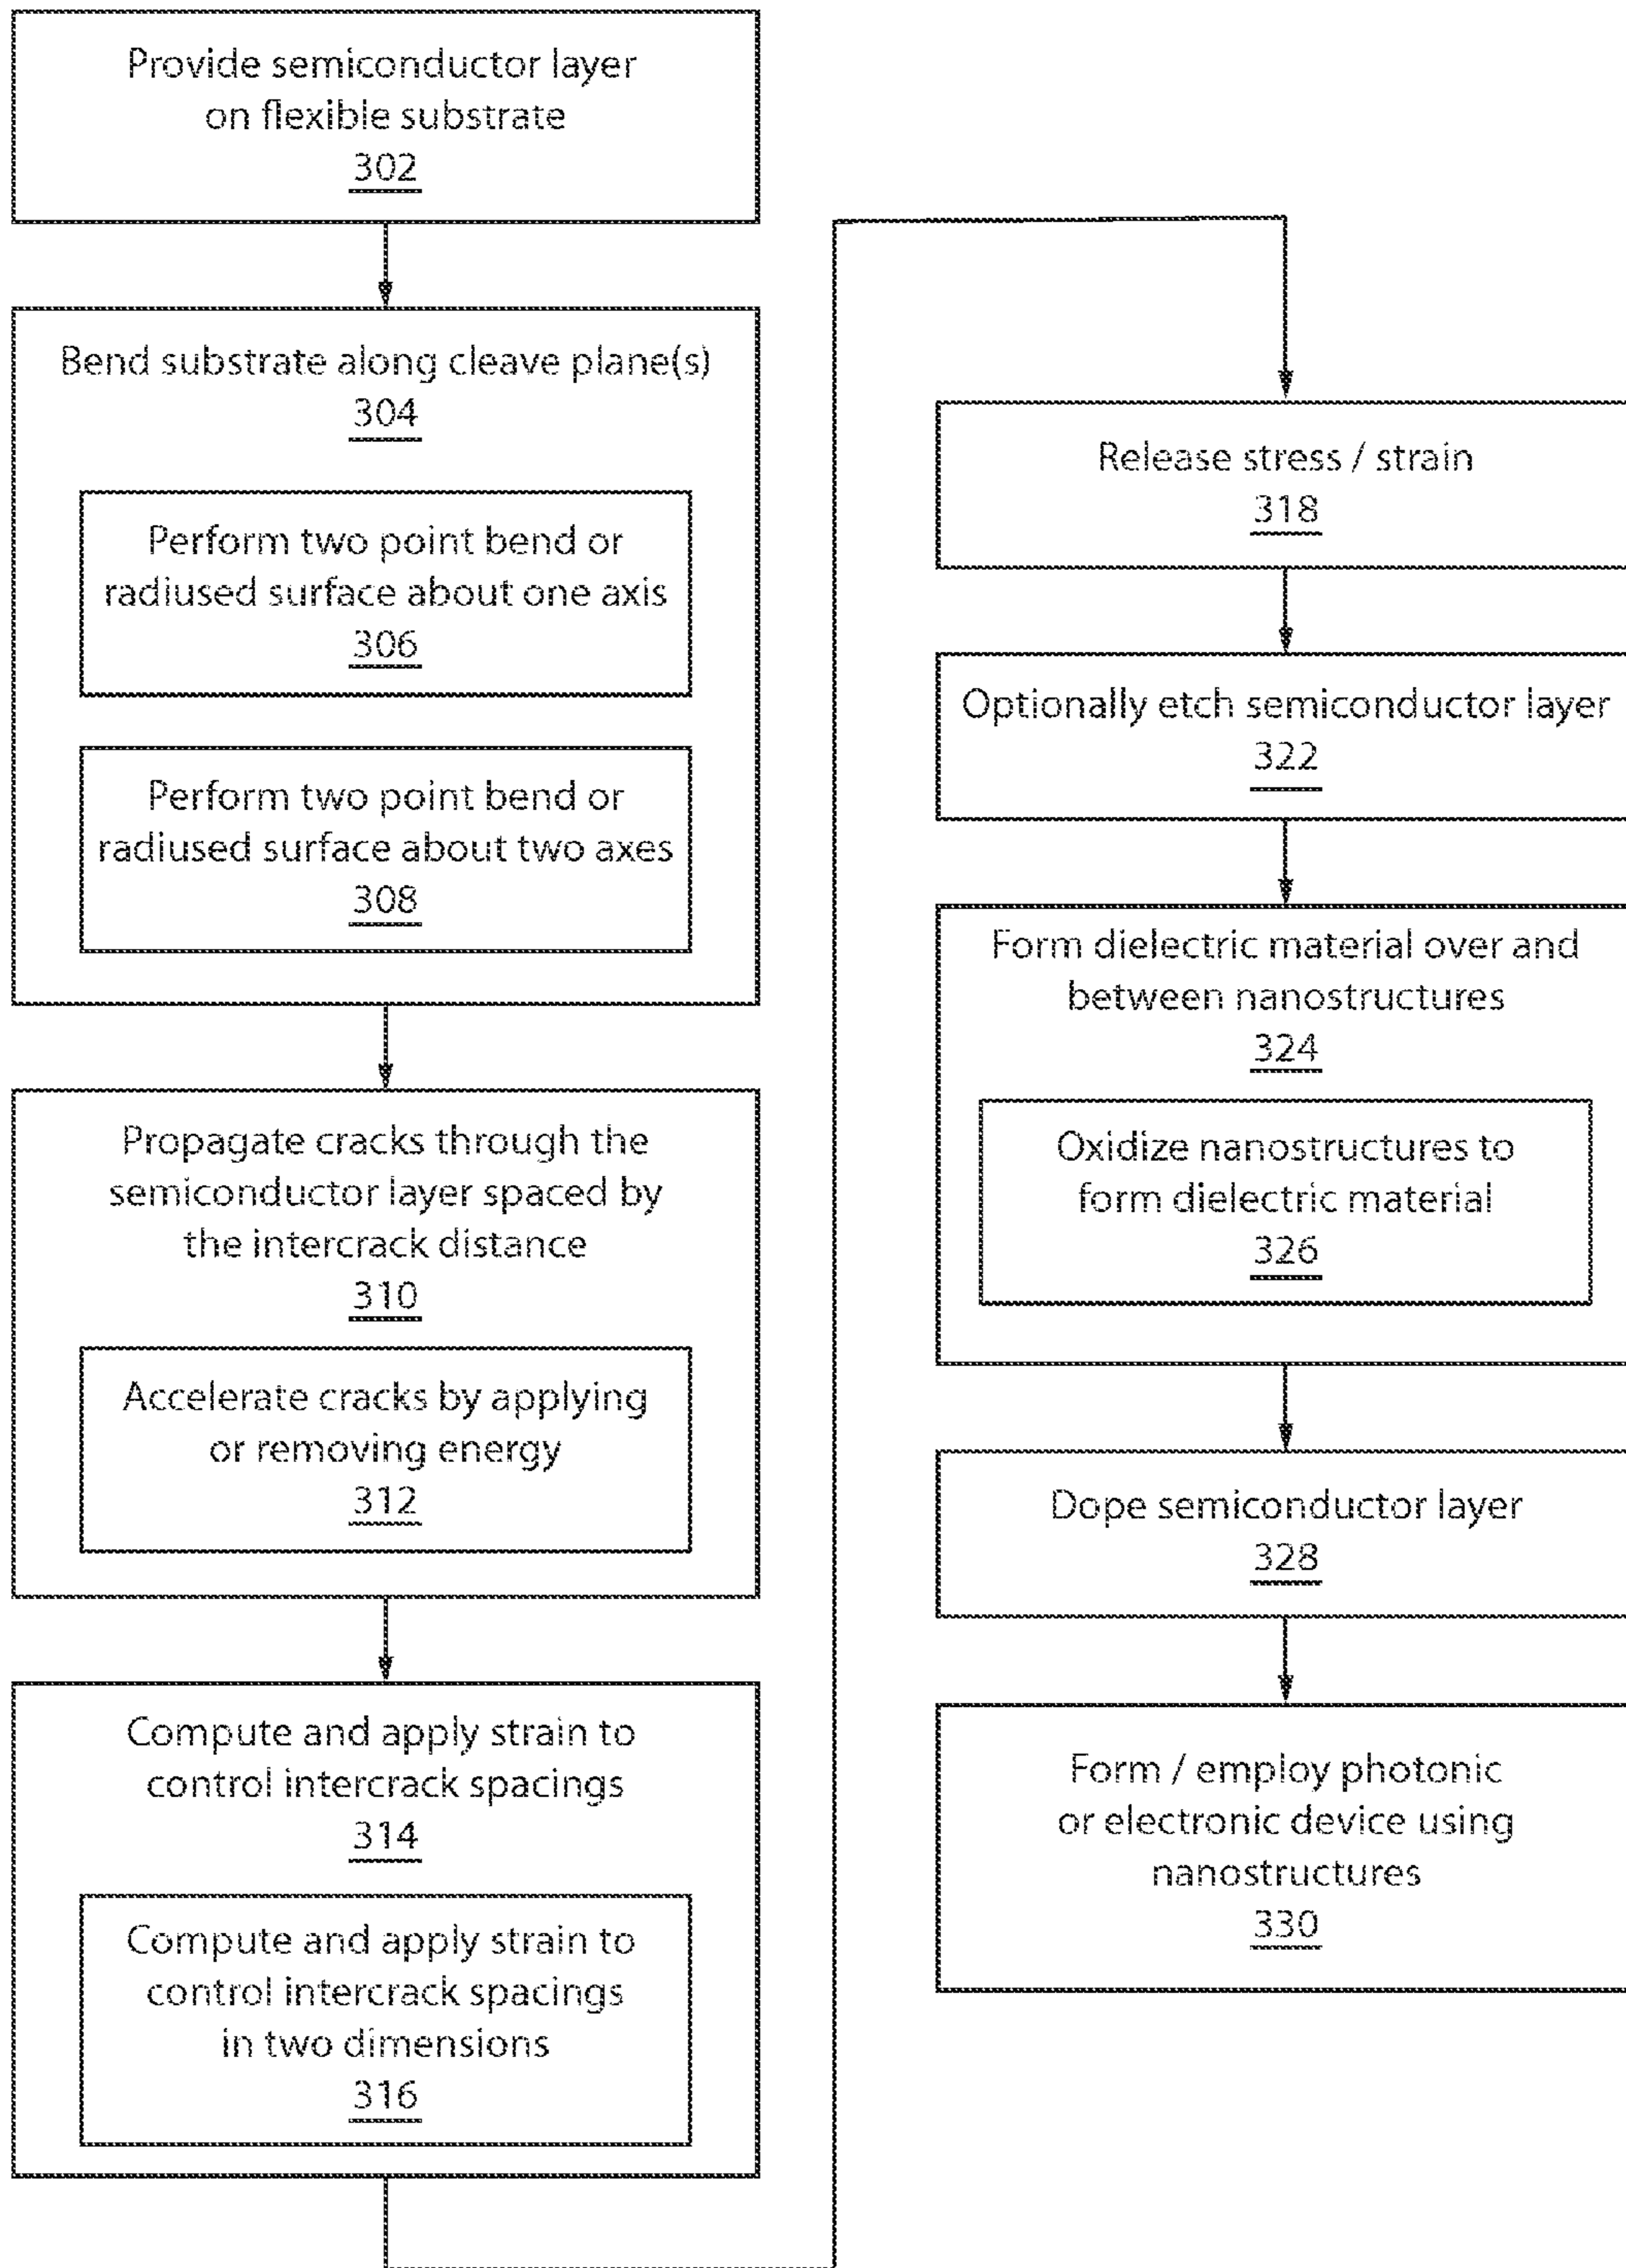 Provide semiconductor layer
on flexible substrate
302
Bend substrate along cleave plane(s)
304
Perform two point bend or
radiused surface about one axis
306
Perform two point bend or
radiused surface about two axes
308
Propagate cracks through the
semiconductor layer spaced by
the intercrack distance
310
Accelerate cracks by applying
or removing energy
312
Compute and apply strain to
control intercrack spacings
314
Compute and apply strain to
control intercrack spacings
in two dimensions
316
Release stress / strain
318
Optionally etch semiconductor layer
322
Form dielectric material over and
between nanostructures
324
Oxidize nanostructures to
form dielectric material
326
Dope semiconductor layer
328
Form / employ photonic
or electronic device using
nanostructures
330